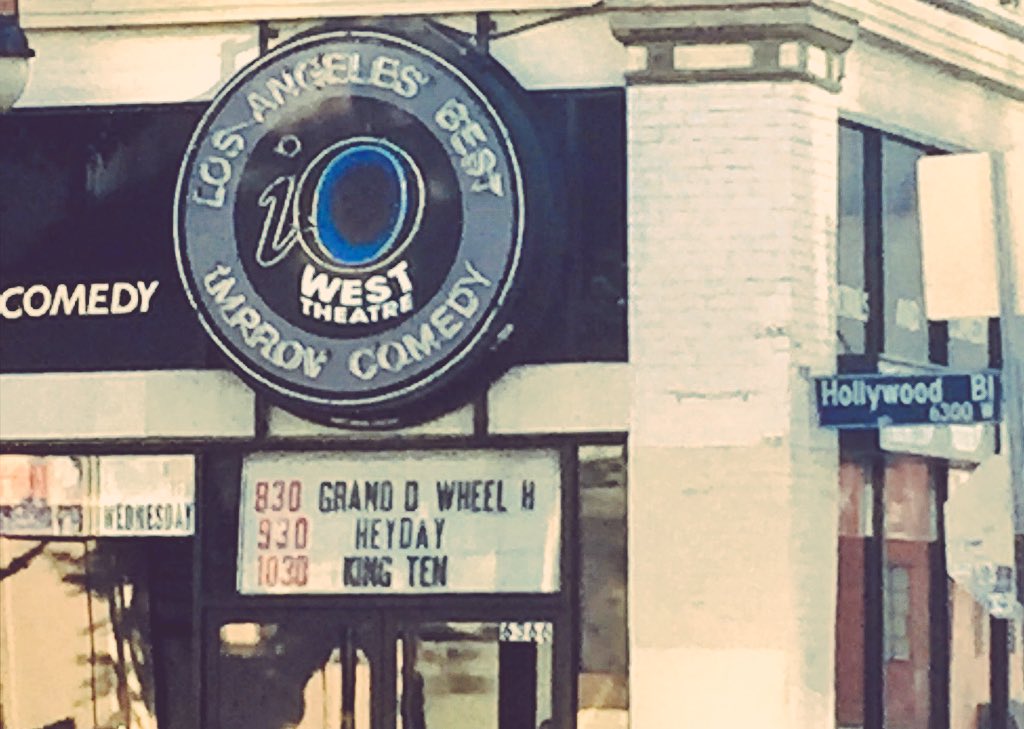 LOS ANGELES' BEST
iO
WEST
THEATRE
IMPROV COMEDY
COMEDY
Hollywood Bl
6300 W
WEDNESDAY
830 GRAND D WHEEL H
930 HEYDAY
1030 KING TEN
6366